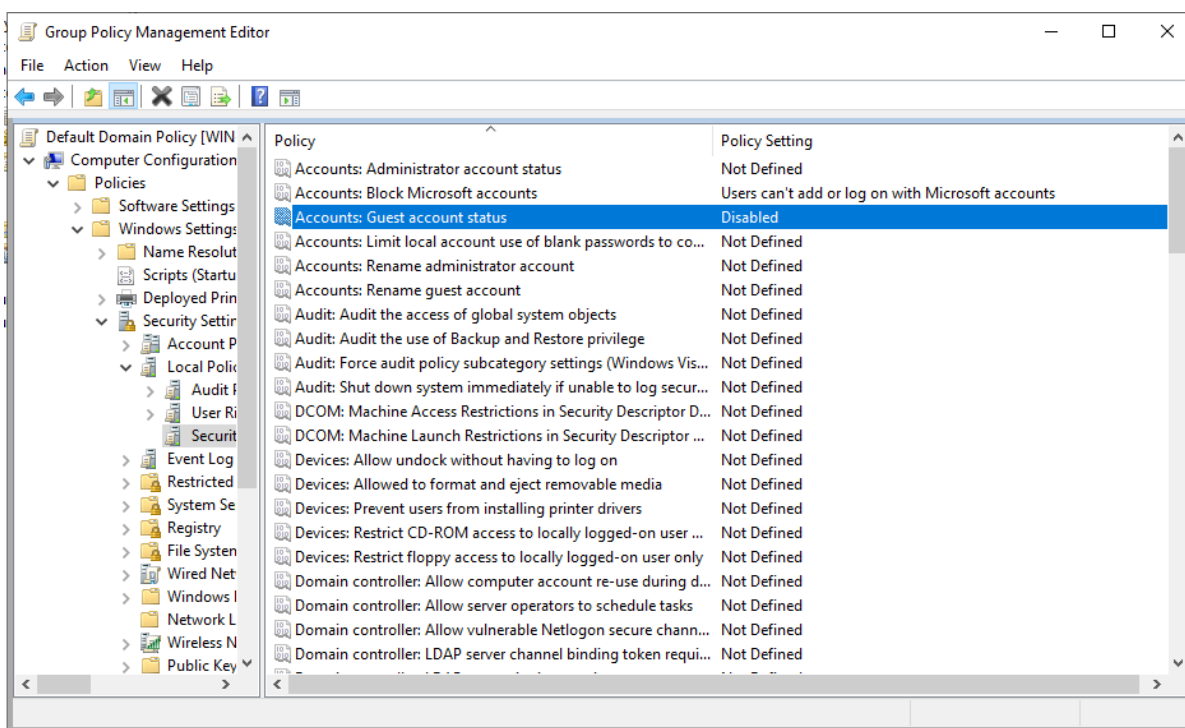 Group Policy Management Editor
File Action View Help
Default Domain Policy [WIN
Computer Configuration
Policies
Software Settings
Windows Settings
Name Resolut
Scripts (Startu
Deployed Prin
Security Settin
Account P
Local Polic
Audit P
User Ri
Securit
Event Log
Restricted
System Se
Registry
File System
Wired Net
Windows
Network L
Wireless N
Public Key
Policy Policy Setting
Accounts: Administrator account status Not Defined
Accounts: Block Microsoft accounts Users can't add or log on with Microsoft accounts
Accounts: Guest account status Disabled
Accounts: Limit local account use of blank passwords to co... Not Defined
Accounts: Rename administrator account Not Defined
Accounts: Rename guest account Not Defined
Audit: Audit the access of global system objects Not Defined
Audit: Audit the use of Backup and Restore privilege Not Defined
Audit: Force audit policy subcategory settings (Windows Vis... Not Defined
Audit: Shut down system immediately if unable to log secur... Not Defined
DCOM: Machine Access Restrictions in Security Descriptor D... Not Defined
DCOM: Machine Launch Restrictions in Security Descriptor ... Not Defined
Devices: Allow undock without having to log on Not Defined
Devices: Allowed to format and eject removable media Not Defined
Devices: Prevent users from installing printer drivers Not Defined
Devices: Restrict CD-ROM access to locally logged-on user ... Not Defined
Devices: Restrict floppy access to locally logged-on user only Not Defined
Domain controller: Allow computer account re-use during d... Not Defined
Domain controller: Allow server operators to schedule tasks Not Defined
Domain controller: Allow vulnerable Netlogon secure chann... Not Defined
Domain controller: LDAP server channel binding token requi... Not Defined